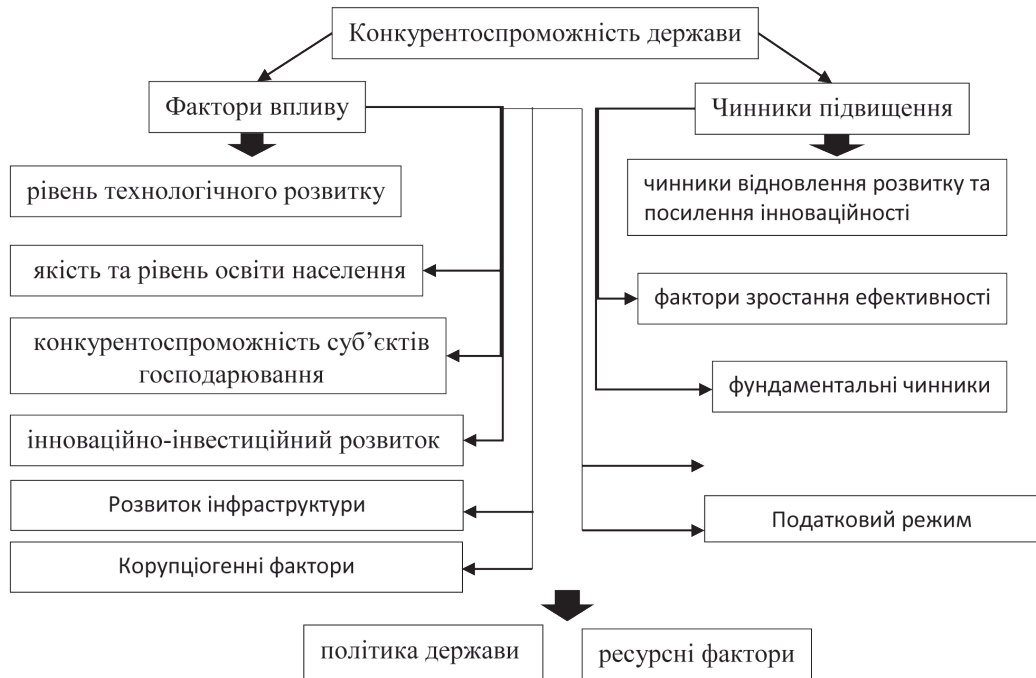 Конкурентоспроможність держави
Фактори впливу
Чинники підвищення
рівень технологічного розвитку
чинники відновлення розвитку та
посилення інноваційності
якість та рівень освіти населення
фактори зростання ефективності
конкурентоспроможність суб’єктів
господарювання
фундаментальні чинники
інноваційно-інвестиційний розвиток
Розвиток інфраструктури
Податковий режим
Корупціогенні фактори
політика держави
ресурсні фактори